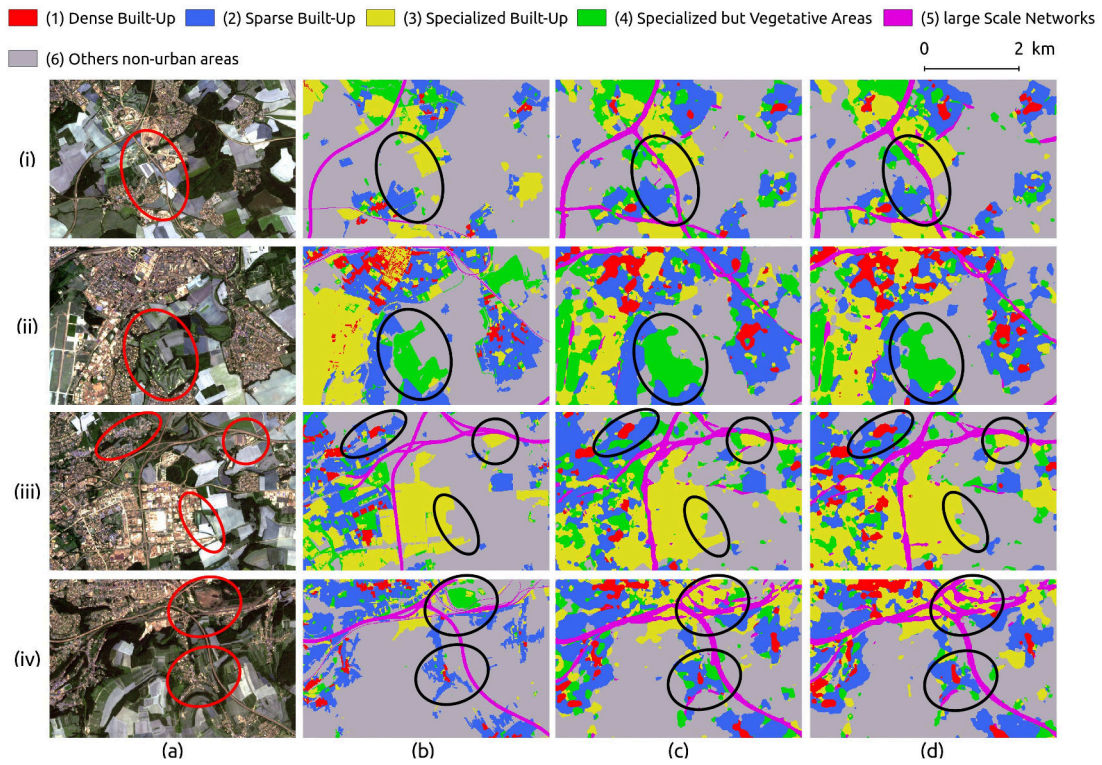 (1) Dense Built-Up (2) Sparse Built-Up (3) Specialized Built-Up (4) Specialized but Vegetative Areas (5) large Scale Networks
(6) Others non-urban areas
0 2 km
(i)
(ii)
(iii)
(iv)
(a) (b) (c) (d)